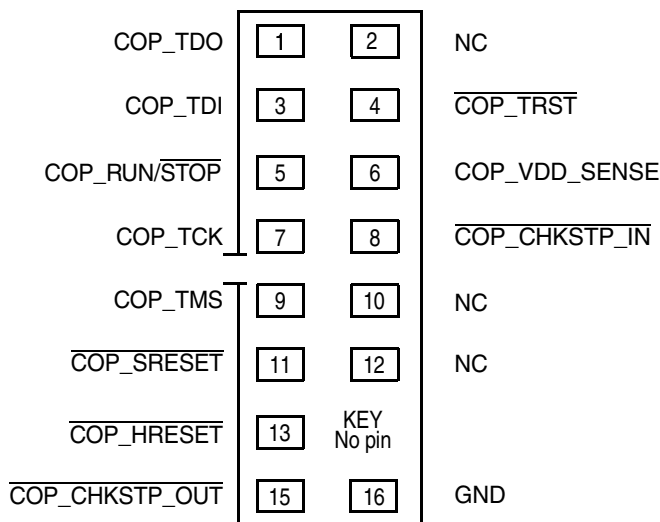 COP_TDO 1 2 NC
COP_TDI 3 4 COP_TRST
COP_RUN/STOP 5 6 COP_VDD_SENSE
COP_TCK 7 8 COP_CHKSTP_IN
COP_TMS 9 10 NC
COP_SRESET 11 12 NC
COP_HRESET 13 KEY
No pin
COP_CHKSTP_OUT 15 16 GND